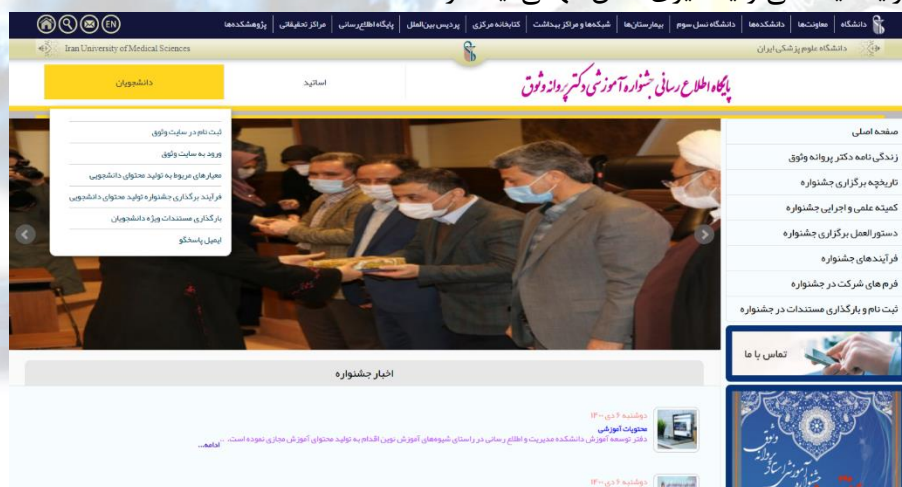 دانشگاه معاونت‌ها دانشکده‌ها دانشگاه نسل سوم بیمارستان‌ها شبکه‌ها و مراکز بهداشت کتابخانه مرکزی پردیس بین‌الملل پایگاه اطلاع‌رسانی مراکز تحقیقاتی پژوهشکده‌ها EN
دانشگاه علوم پزشکی ایران
Iran University of Medical Sciences
پایگاه اطلاع رسانی جشنواره آموزشی دکتر پروانه وثوق
اساتید
دانشجویان
ثبت نام در سایت وثوق
ورود به سایت وثوق
معیارهای مربوط به تولید محتوای دانشجویی
فرآیند برگذاری جشنواره تولید محتوای دانشجویی
بارگذاری مستندات ویژه دانشجویان
ایمیل پاسخگو
صفحه اصلی
زندگی نامه دکتر پروانه وثوق
تاریخچه برگزاری جشنواره
کمیته علمی و اجرایی جشنواره
دستورالعمل برگزاری جشنواره
فرآیندهای جشنواره
فرم های شرکت در جشنواره
ثبت نام و بارگذاری مستندات در جشنواره
تماس با ما
اخبار جشنواره
دوشنبه ۶ دی ۱۴۰۰
محتویات آموزشی
دفتر توسعه آموزش دانشکده مدیریت و اطلاع رسانی در راستای شیوه‌های آموزش نوین اقدام به تولید محتوای آموزش مجازی نموده است. ادامه...
دوشنبه ۶ دی ۱۴۰۰